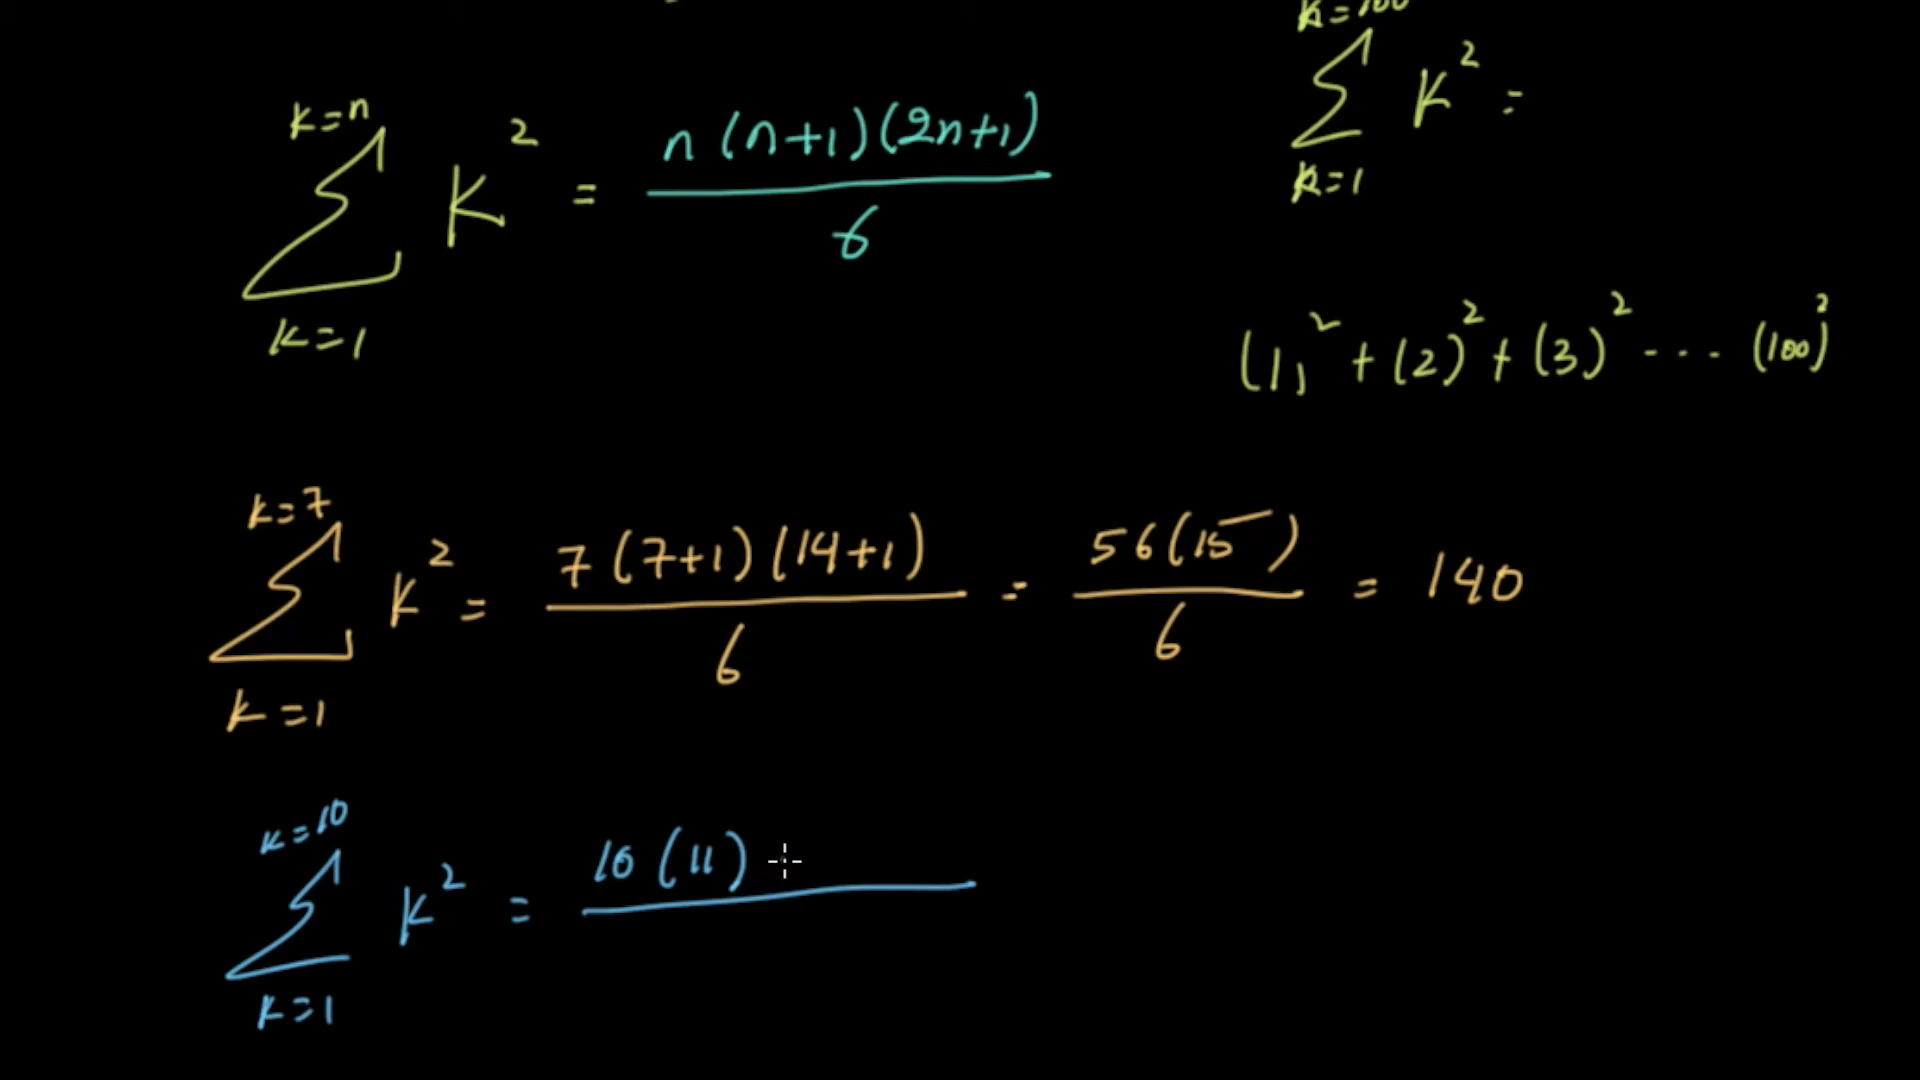 k=100
∑ K² =
k=1
k=n
∑ K² = n(n+1)(2n+1)
6
k=1
(1)² + (2)² + (3)² ... (100)²
k=7
∑ K² = 7(7+1)(14+1) = 56(15) = 140
6 6
k=1
k=10
∑ k² = 10(11)
k=1